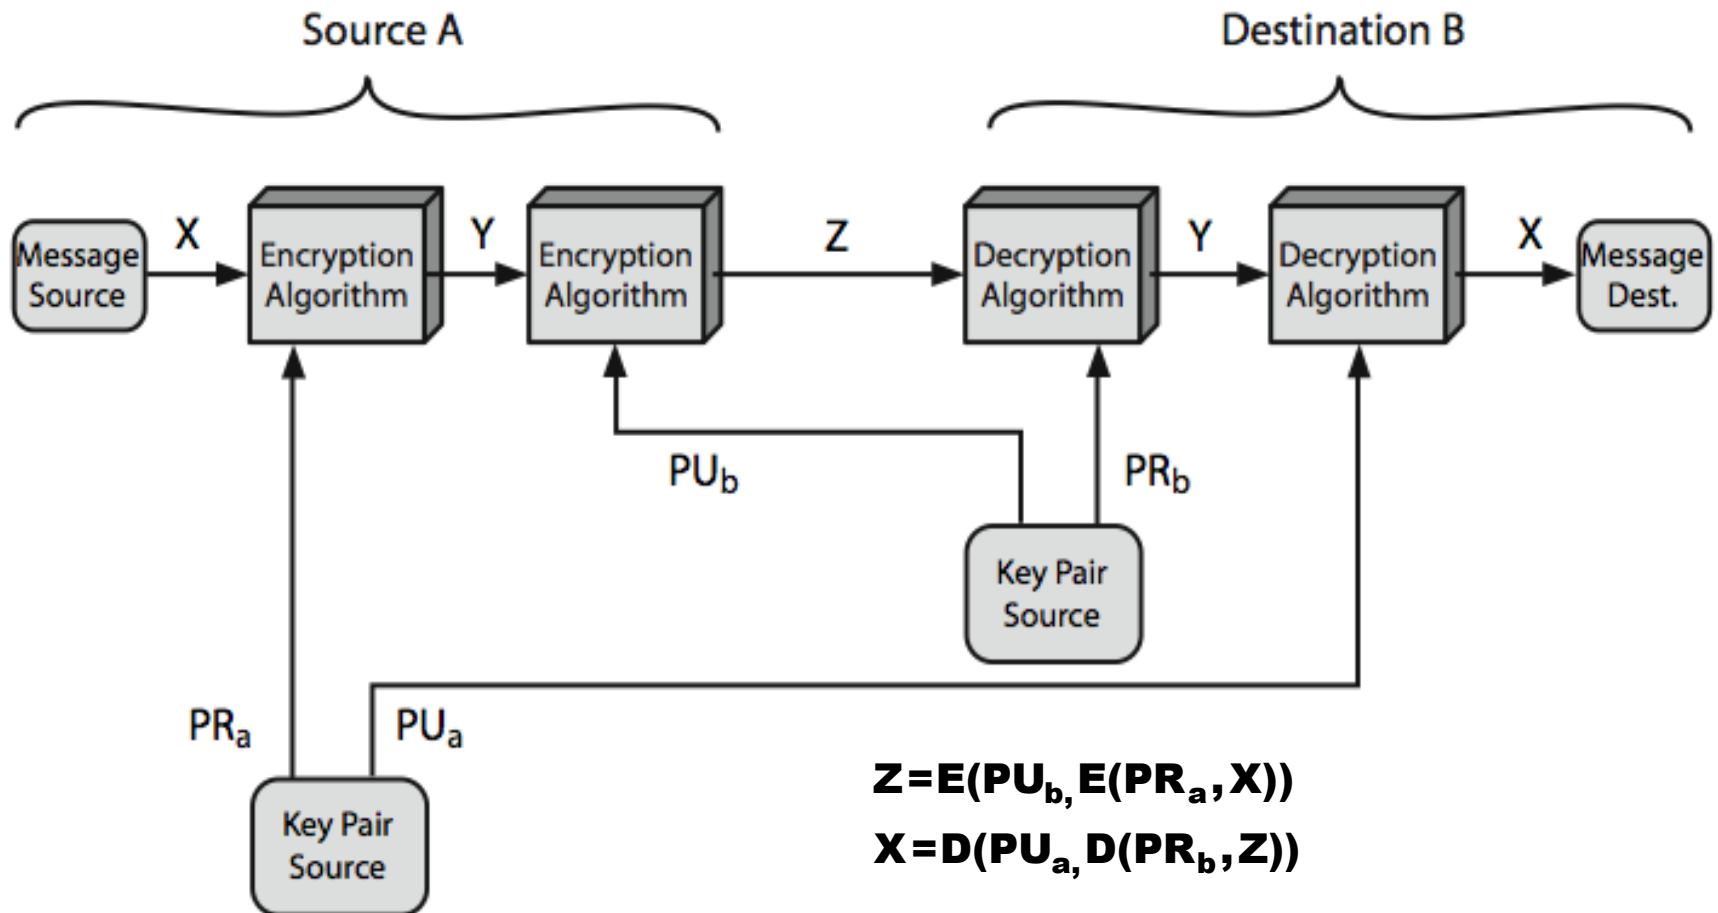 Source A
Destination B
X
Y
Z
Y
X
Message
Source
Encryption
Algorithm
Encryption
Algorithm
Decryption
Algorithm
Decryption
Algorithm
Message
Dest.
PUb
PRb
Key Pair
Source
PRa
PUa
Key Pair
Source
Z=E(PUb,E(PRa,X))
X=D(PUa,D(PRb,Z))